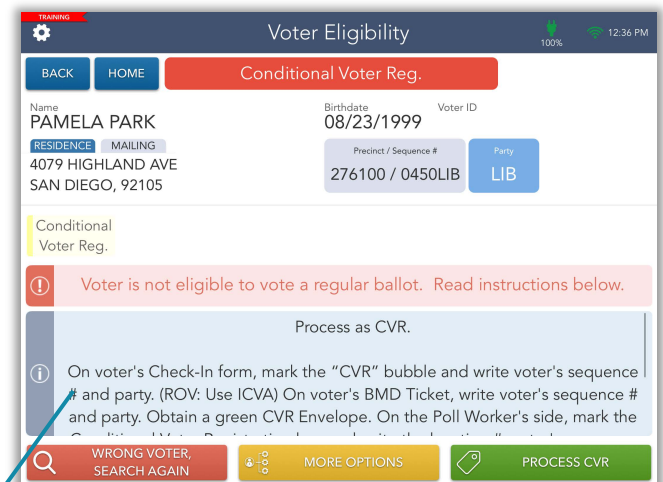 TRAINING
Voter Eligibility
100%
12:36 PM
BACK
HOME
Conditional Voter Reg.
Name
PAMELA PARK
Birthdate
08/23/1999
Voter ID
RESIDENCE
MAILING
4079 HIGHLAND AVE
SAN DIEGO, 92105
Precinct / Sequence #
276100 / 0450LIB
Party
LIB
Conditional
Voter Reg.
Voter is not eligible to vote a regular ballot. Read instructions below.
Process as CVR.
On voter's Check-In form, mark the "CVR" bubble and write voter's sequence
# and party. (ROV: Use ICVA) On voter's BMD Ticket, write voter's sequence #
and party. Obtain a green CVR Envelope. On the Poll Worker's side, mark the
WRONG VOTER,
SEARCH AGAIN
MORE OPTIONS
PROCESS CVR